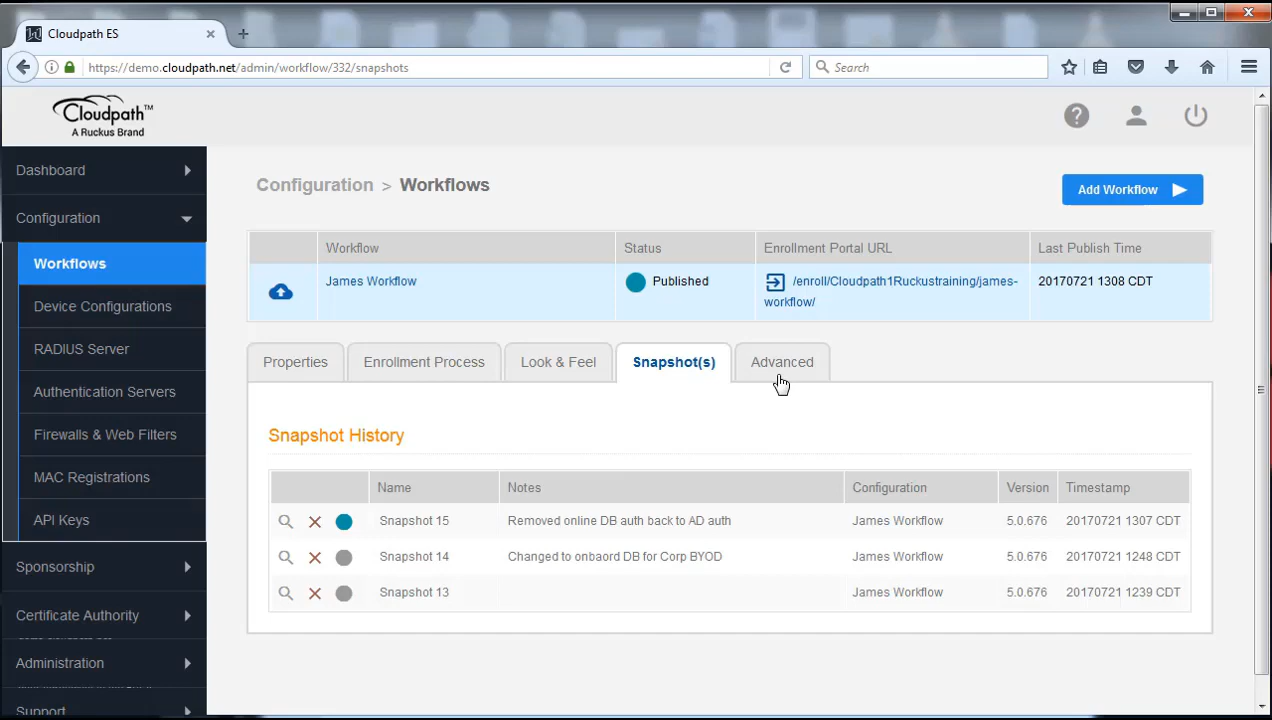 Cloudpath ES
https://demo.cloudpath.net/admin/workflow/332/snapshots
Search
Cloudpath™
A Ruckus Brand
Dashboard
Configuration
Workflows
Device Configurations
RADIUS Server
Authentication Servers
Firewalls & Web Filters
MAC Registrations
API Keys
Sponsorship
Certificate Authority
Administration
Support
Configuration > Workflows
Add Workflow
Workflow Status Enrollment Portal URL Last Publish Time
James Workflow Published /enroll/Cloudpath1Ruckustraining/james- 20170721 1308 CDT
workflow/
Properties Enrollment Process Look & Feel Snapshot(s) Advanced
Snapshot History
Name Notes Configuration Version Timestamp
Snapshot 15 Removed online DB auth back to AD auth James Workflow 5.0.676 20170721 1307 CDT
Snapshot 14 Changed to onbaord DB for Corp BYOD James Workflow 5.0.676 20170721 1248 CDT
Snapshot 13 James Workflow 5.0.676 20170721 1239 CDT